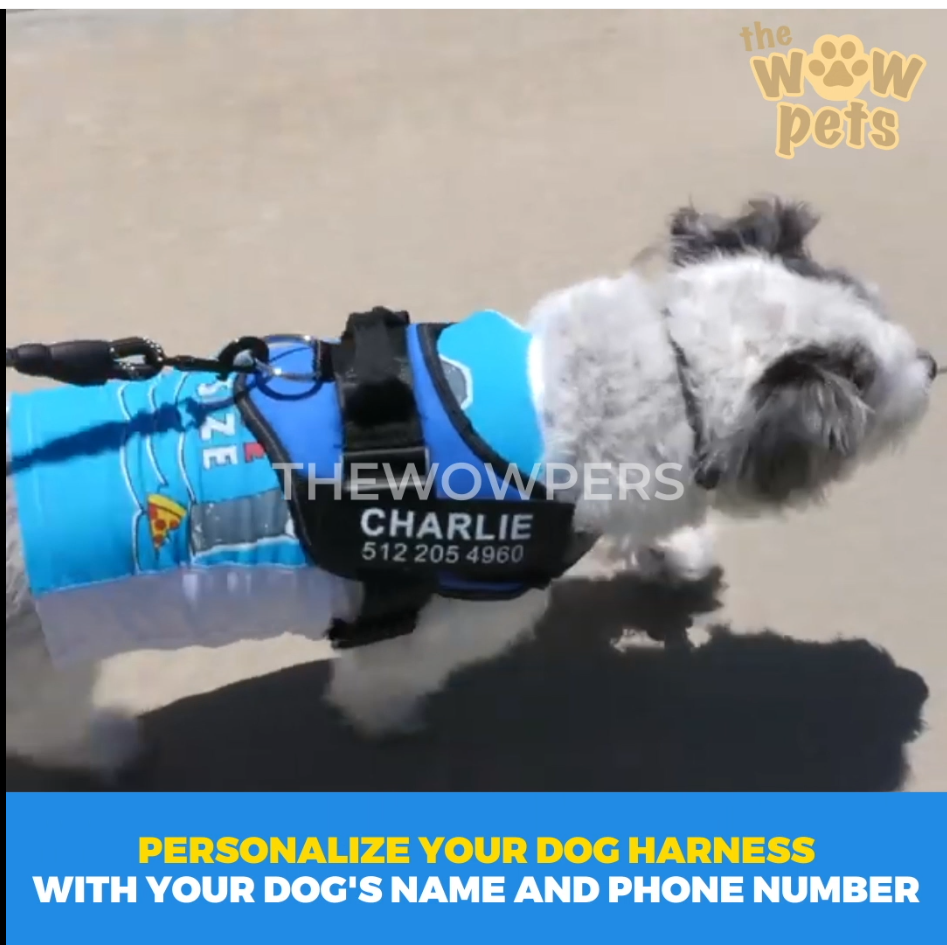 the
WOW
pets
ZE
THEWOWPERS
CHARLIE
512 205 4960
PERSONALIZE YOUR DOG HARNESS
WITH YOUR DOG'S NAME AND PHONE NUMBER